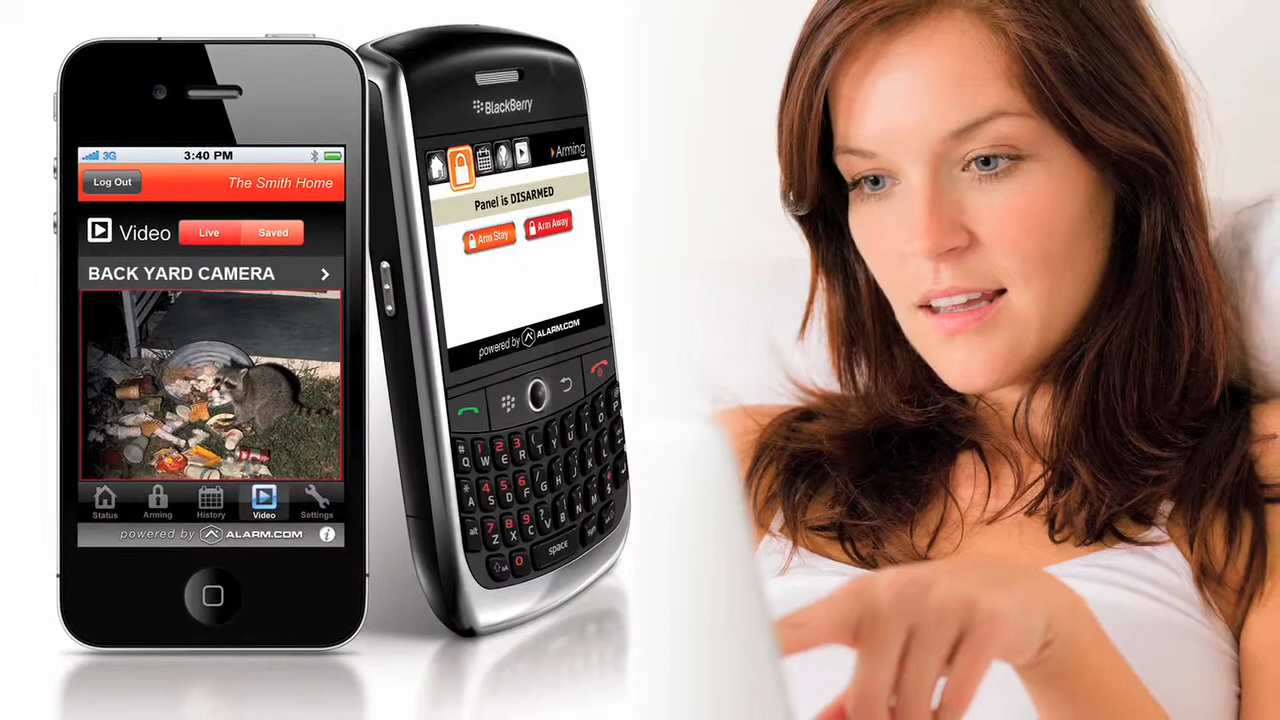 3G 3:40 PM
Log Out The Smith Home
Video Live Saved
BACK YARD CAMERA
Status Arming History Video Settings
powered by ALARM.COM
BlackBerry
Arming
Panel is DISARMED
Arm Stay Arm Away
powered by ALARM.COM
Q W E R T Y U I O P
A S D F G H J K L
alt Z X C V B N M $
space